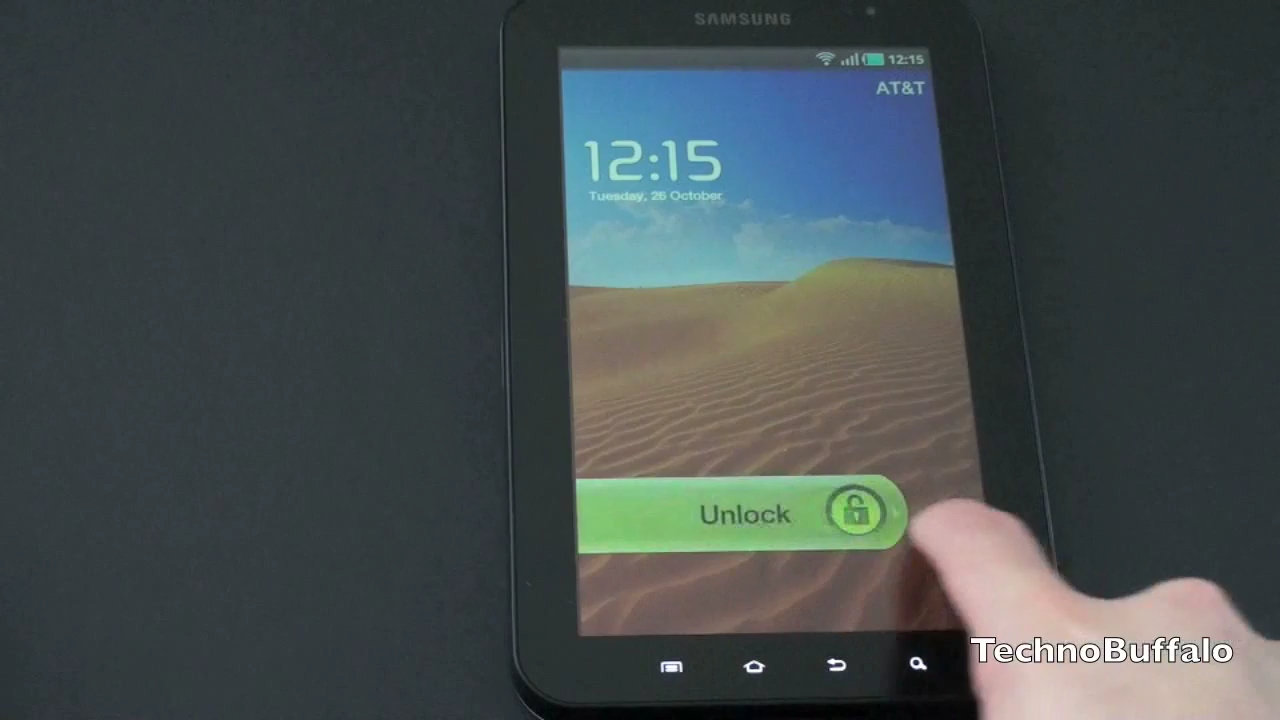 SAMSUNG
12:15
AT&T
12:15
Tuesday, 26 October
Unlock
TechnoBuffalo